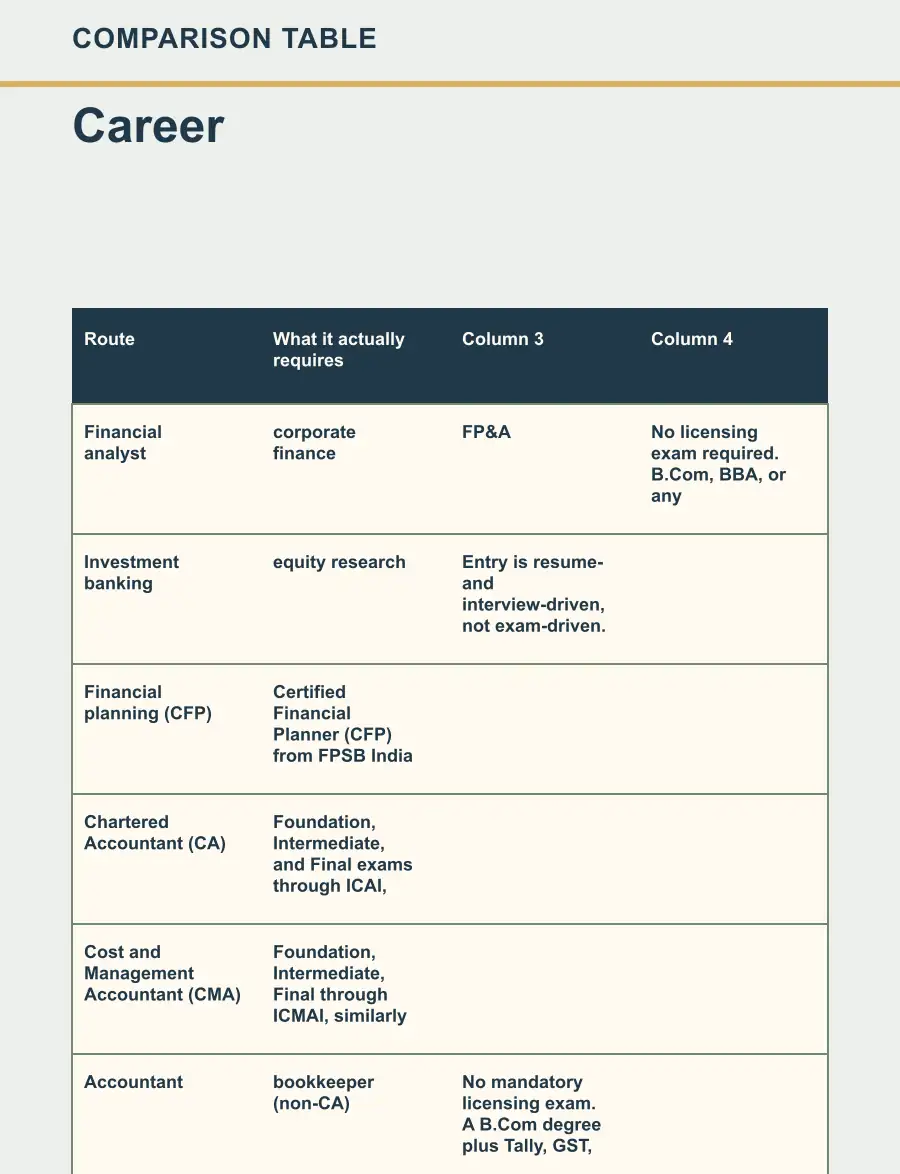 COMPARISON TABLE
Career
Route
What it actually
requires
Column 3
Column 4
Financial
analyst
corporate
finance
FP&A
No licensing
exam required.
B.Com, BBA, or
any
Investment
banking
equity research
Entry is resume-
and
interview-driven,
not exam-driven.
Financial
planning (CFP)
Certified
Financial
Planner (CFP)
from FPSB India
Chartered
Accountant (CA)
Foundation,
Intermediate,
and Final exams
through ICAI,
Cost and
Management
Accountant (CMA)
Foundation,
Intermediate,
Final through
ICMAI, similarly
Accountant
bookkeeper
(non-CA)
No mandatory
licensing exam.
A B.Com degree
plus Tally, GST,